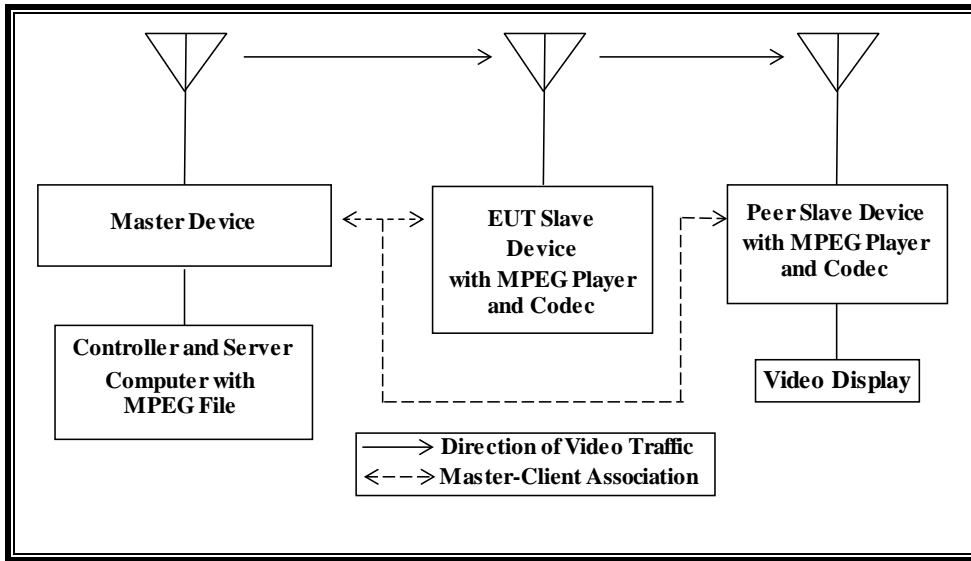 Master Device
EUT Slave
Device
with MPEG Player
and Codec
Peer Slave Device
with MPEG Player
and Codec
Controller and Server
Computer with
MPEG File
Video Display
Direction of Video Traffic
Master-Client Association